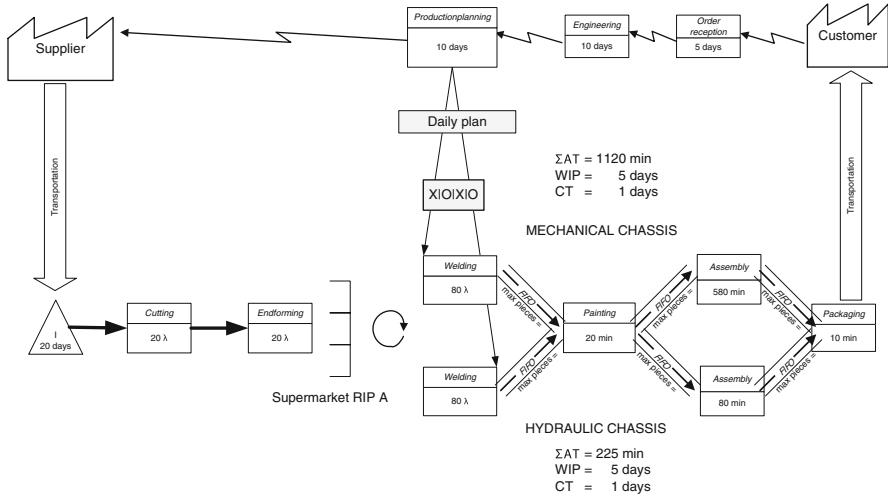 Supplier
Productionplanning
10 days
Engineering
10 days
Order
reception
5 days
Customer
Transportation
Daily plan
X|O|X|O
ΣAT = 1120 min
WIP = 5 days
CT = 1 days
MECHANICAL CHASSIS
Transportation
I
20 days
Cutting
20 λ
Endforming
20 λ
Supermarket RIP A
Welding
80 λ
FIFO
max pieces =
Painting
20 min
FIFO
max pieces =
Assembly
580 min
FIFO
max pieces =
Packaging
10 min
Welding
80 λ
FIFO
max pieces =
FIFO
max pieces =
Assembly
80 min
FIFO
max pieces =
HYDRAULIC CHASSIS
ΣAT = 225 min
WIP = 5 days
CT = 1 days